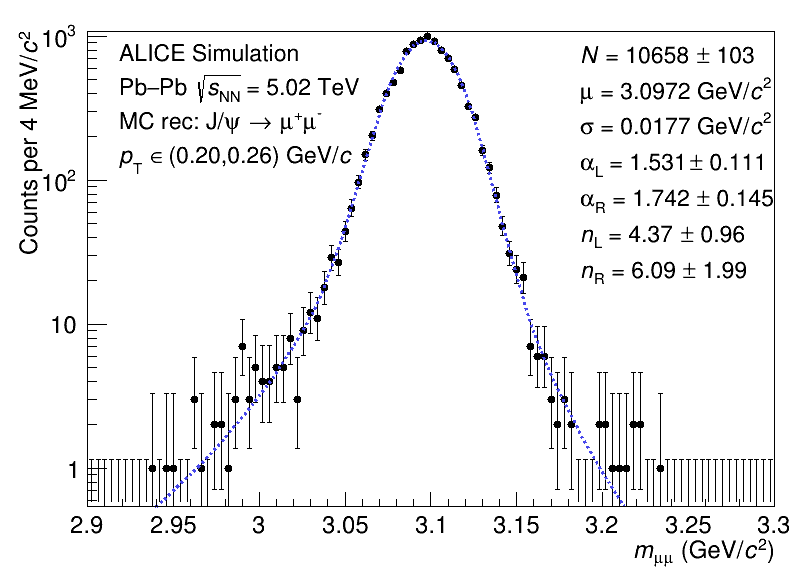 Counts per 4 MeV/c²
10³
10²
10
1
ALICE Simulation
Pb–Pb √sNN = 5.02 TeV
MC rec: J/ψ → μ⁺μ⁻
pT ∈ (0.20,0.26) GeV/c
N = 10658 ± 103
μ = 3.0972 GeV/c²
σ = 0.0177 GeV/c²
αL = 1.531 ± 0.111
αR = 1.742 ± 0.145
nL = 4.37 ± 0.96
nR = 6.09 ± 1.99
2.9 2.95 3 3.05 3.1 3.15 3.2 3.25 3.3
mμμ (GeV/c²)